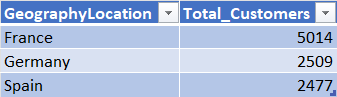 GeographyLocation Total_Customers
France 5014
Germany 2509
Spain 2477